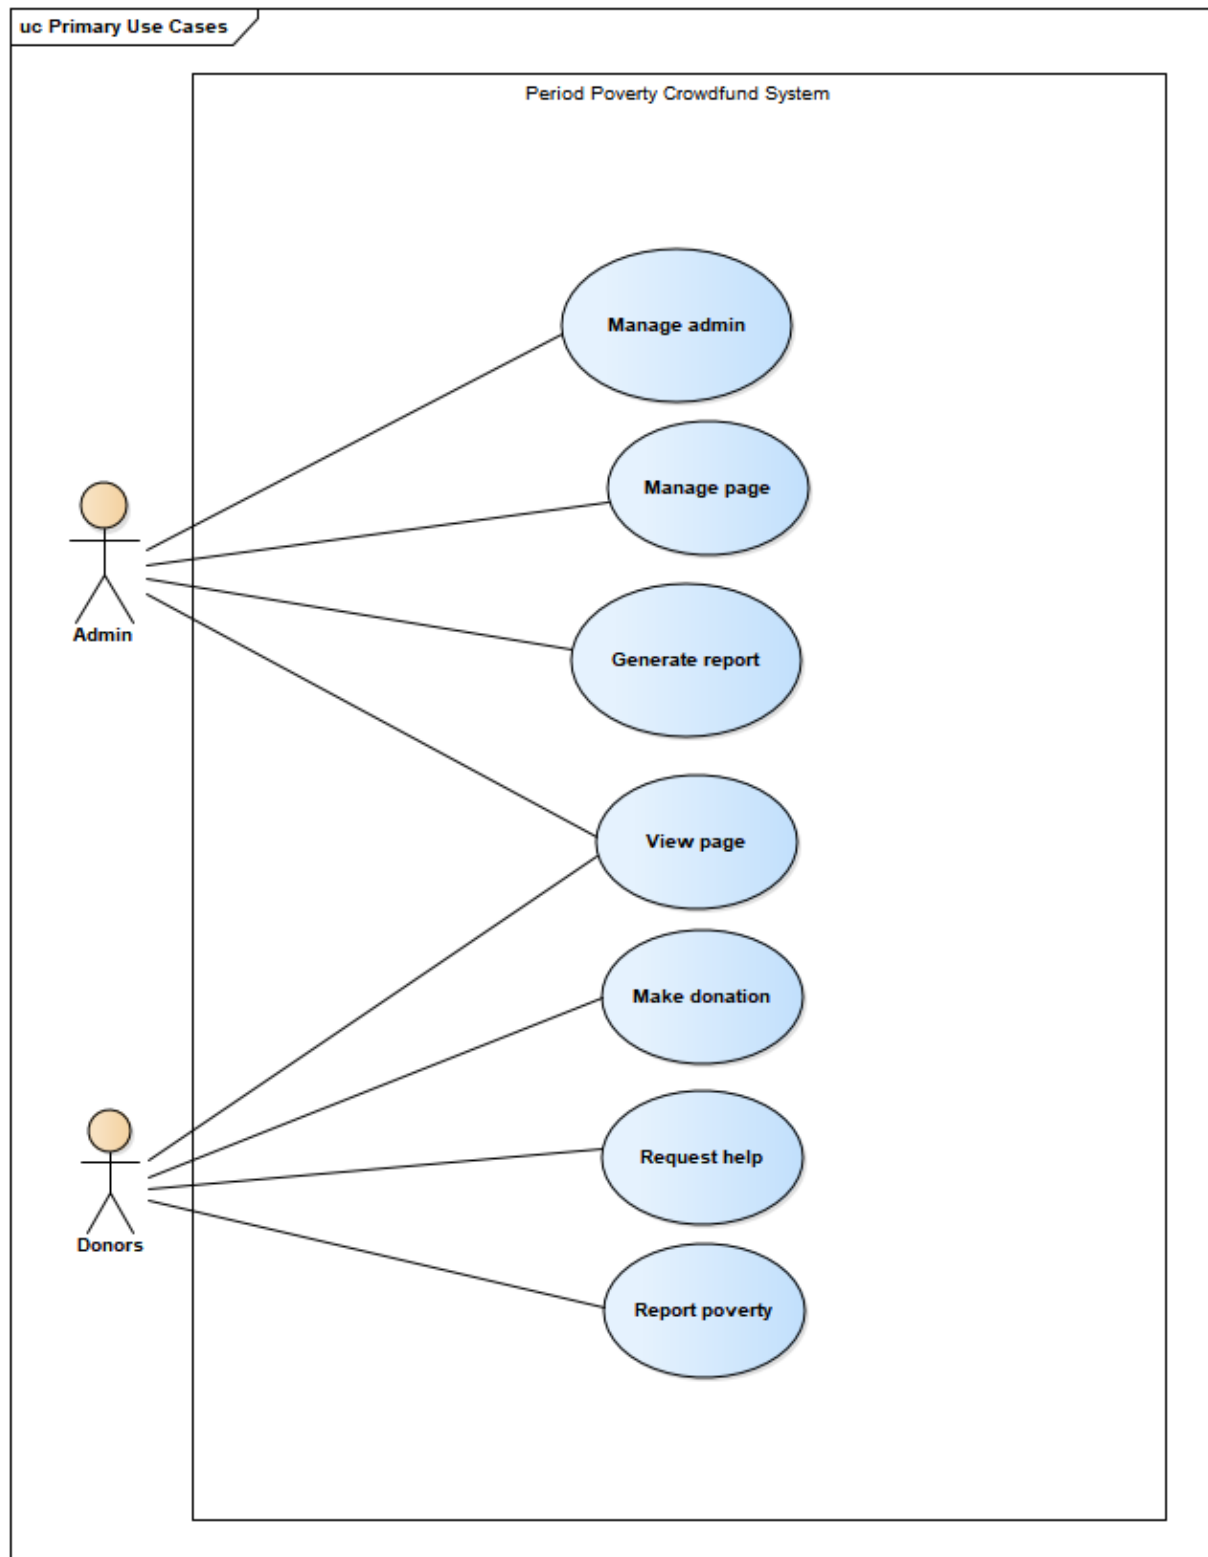 uc Primary Use Cases
Period Poverty Crowdfund System
Manage admin
Manage page
Admin
Generate report
View page
Make donation
Request help
Donors
Report poverty